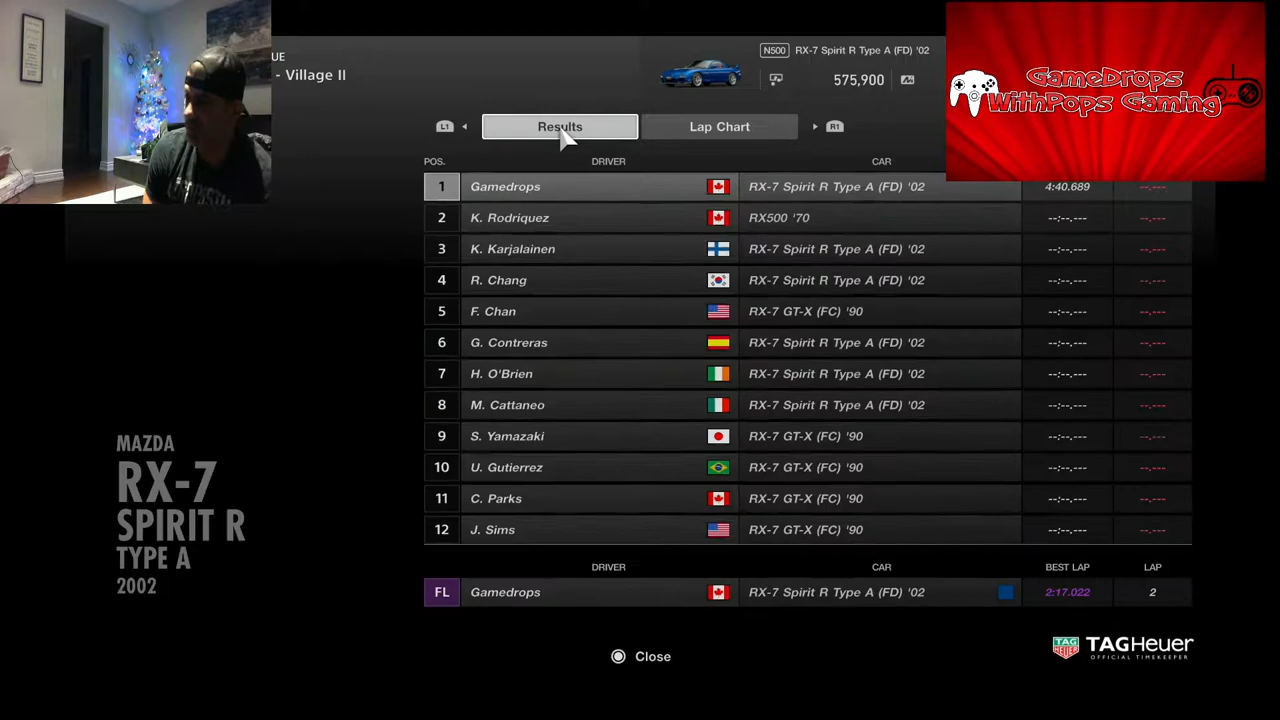 UE
- Village II
N500 RX-7 Spirit R Type A (FD) '02
575,900
GameDrops
WithPops Gaming
L1 Results Lap Chart R1
POS. DRIVER CAR
1 Gamedrops RX-7 Spirit R Type A (FD) '02 4:40.689 --.---
2 K. Rodriquez RX500 '70 --:--.--- --.---
3 K. Karjalainen RX-7 Spirit R Type A (FD) '02 --:--.--- --.---
4 R. Chang RX-7 Spirit R Type A (FD) '02 --:--.--- --.---
5 F. Chan RX-7 GT-X (FC) '90 --:--.--- --.---
6 G. Contreras RX-7 Spirit R Type A (FD) '02 --:--.--- --.---
7 H. O'Brien RX-7 Spirit R Type A (FD) '02 --:--.--- --.---
8 M. Cattaneo RX-7 Spirit R Type A (FD) '02 --:--.--- --.---
9 S. Yamazaki RX-7 GT-X (FC) '90 --:--.--- --.---
10 U. Gutierrez RX-7 GT-X (FC) '90 --:--.--- --.---
11 C. Parks RX-7 GT-X (FC) '90 --:--.--- --.---
12 J. Sims RX-7 GT-X (FC) '90 --:--.--- --.---
DRIVER CAR BEST LAP LAP
FL Gamedrops RX-7 Spirit R Type A (FD) '02 2:17.022 2
MAZDA
RX-7
SPIRIT R
TYPE A
2002
Close
TAG HEUER TAGHeuer
OFFICIAL TIMEKEEPER